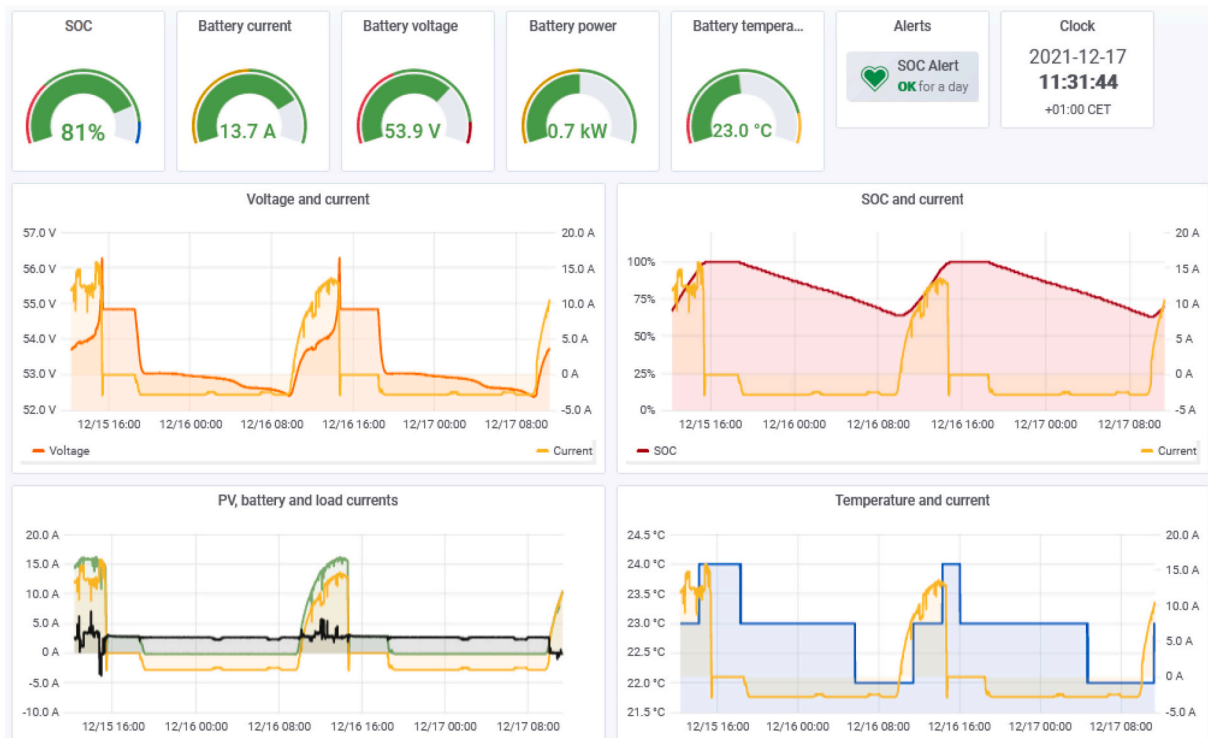 SOC
81%
Battery current
13.7 A
Battery voltage
53.9 V
Battery power
0.7 kW
Battery tempera...
23.0 °C
Alerts
SOC Alert
OK for a day
Clock
2021-12-17
11:31:44
+01:00 CET
Voltage and current
57.0 V
56.0 V
55.0 V
54.0 V
53.0 V
52.0 V
20.0 A
15.0 A
10.0 A
5.0 A
0 A
-5.0 A
12/15 16:00 12/16 00:00 12/16 08:00 12/16 16:00 12/17 00:00 12/17 08:00
Voltage Current
SOC and current
100%
75%
50%
25%
0%
20 A
15 A
10 A
5 A
0 A
-5 A
12/15 16:00 12/16 00:00 12/16 08:00 12/16 16:00 12/17 00:00 12/17 08:00
SOC Current
PV, battery and load currents
20.0 A
15.0 A
10.0 A
5.0 A
0 A
-5.0 A
-10.0 A
12/15 16:00 12/16 00:00 12/16 08:00 12/16 16:00 12/17 00:00 12/17 08:00
Temperature and current
24.5 °C
24.0 °C
23.5 °C
23.0 °C
22.5 °C
22.0 °C
21.5 °C
20.0 A
15.0 A
10.0 A
5.0 A
0 A
-5.0 A
12/15 16:00 12/16 00:00 12/16 08:00 12/16 16:00 12/17 00:00 12/17 08:00